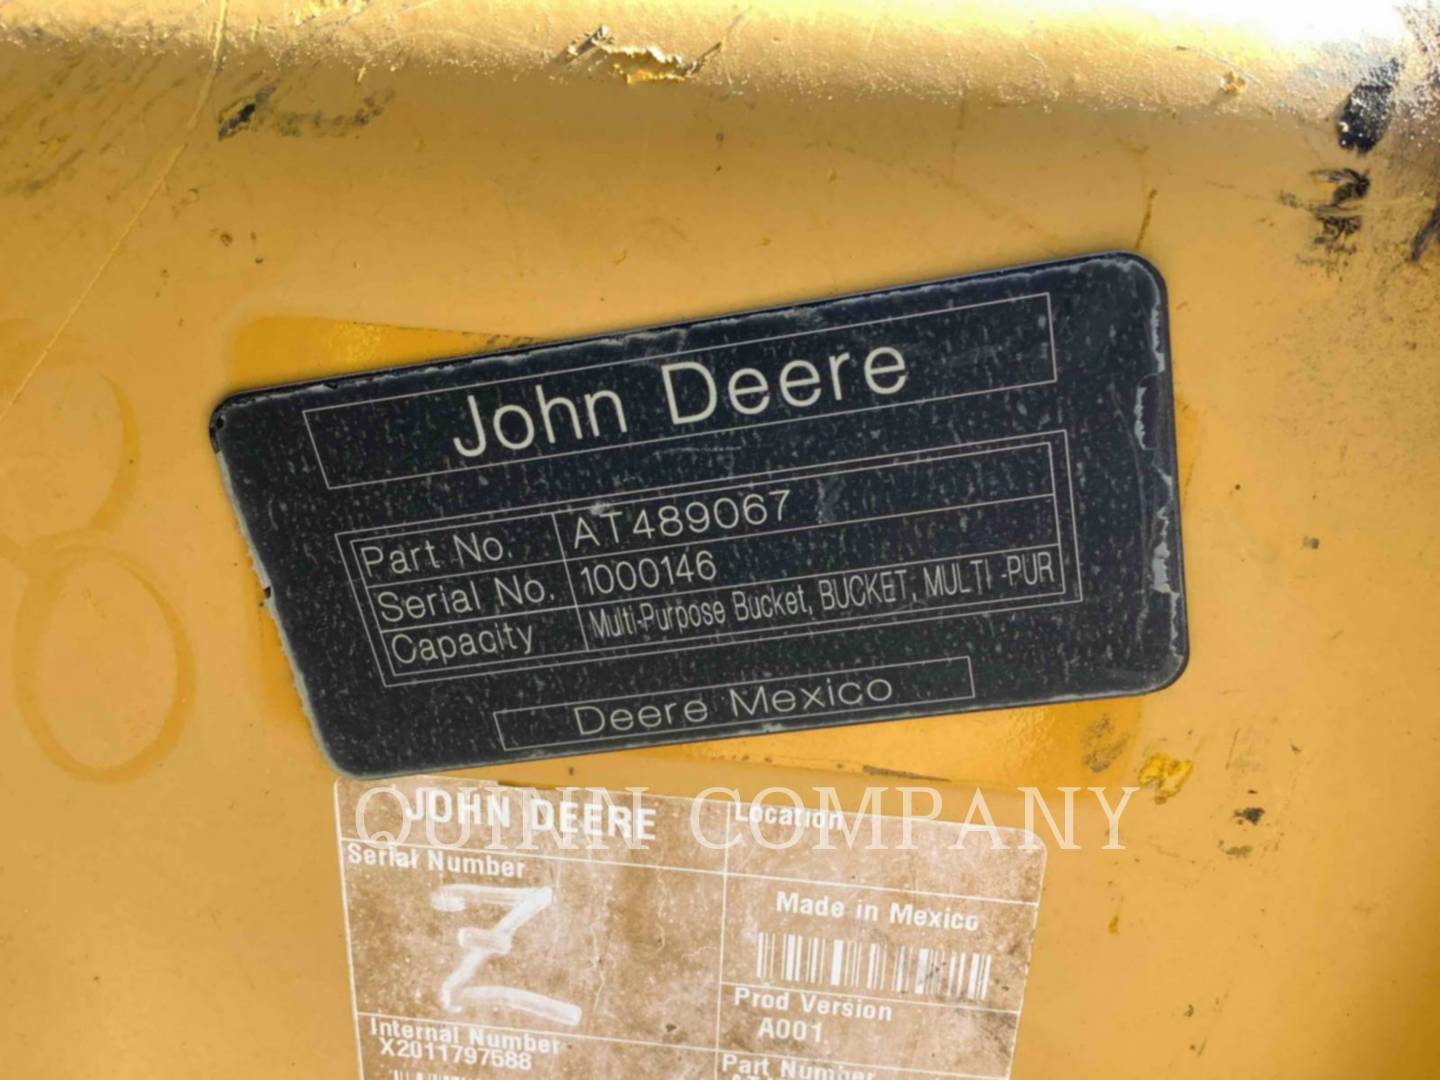 John Deere
Part No. AT489067
Serial No. 1000146
Capacity Multi-Purpose Bucket, BUCKET, MULTI -PUR
Deere Mexico
QUINN COMPANY
JOHN DEERE
Location
Serial Number
Z
Made in Mexico
Prod Version
A001
Internal Number
X2011797588
Part Number